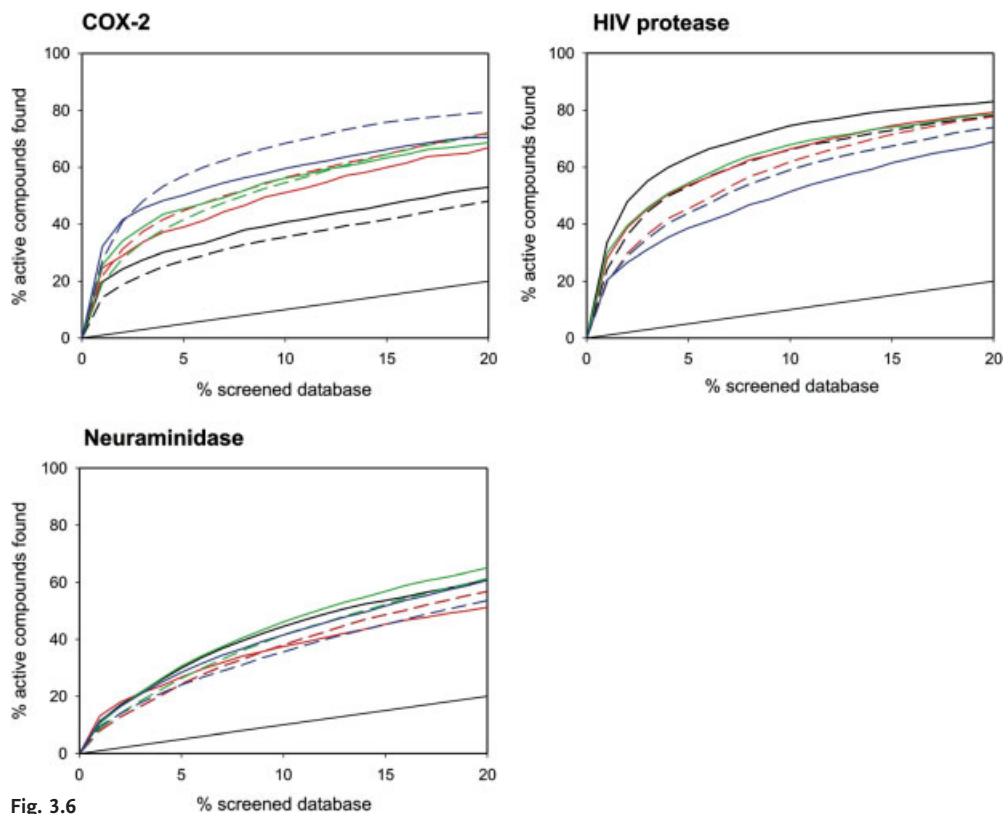 COX-2
100
80
60
40
20
0
% active compounds found
0 5 10 15 20
% screened database
HIV protease
100
80
60
40
20
0
% active compounds found
0 5 10 15 20
% screened database
Neuraminidase
100
80
60
40
20
0
% active compounds found
0 5 10 15 20
% screened database
Fig. 3.6